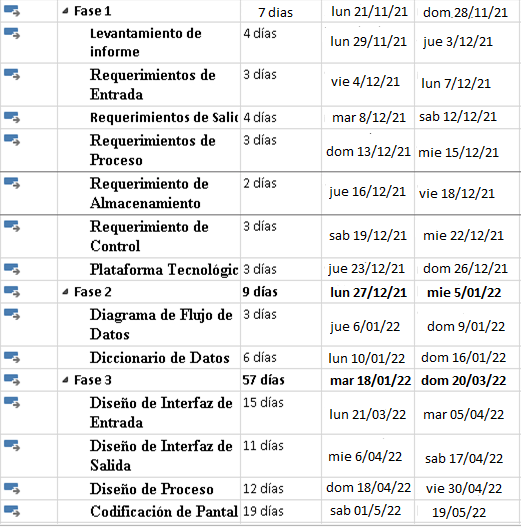 Fase 1 7 dias lun 21/11/21 dom 28/11/21
Levantamiento de
informe 4 días lun 29/11/21 jue 3/12/21
Requerimientos de
Entrada 3 días vie 4/12/21 lun 7/12/21
Requerimientos de Salic 4 días mar 8/12/21 sab 12/12/21
Requerimientos de
Proceso 3 días dom 13/12/21 mie 15/12/21
Requerimiento de
Almacenamiento 2 días jue 16/12/21 vie 18/12/21
Requerimiento de
Control 3 días sab 19/12/21 mie 22/12/21
Plataforma Tecnológic 3 días jue 23/12/21 dom 26/12/21
Fase 2 9 días lun 27/12/21 mie 5/01/22
Diagrama de Flujo de
Datos 3 días jue 6/01/22 dom 9/01/22
Diccionario de Datos 6 días lun 10/01/22 dom 16/01/22
Fase 3 57 días mar 18/01/22 dom 20/03/22
Diseño de Interfaz de
Entrada 15 días lun 21/03/22 mar 05/04/22
Diseño de Interfaz de
Salida 11 días mie 6/04/22 sab 17/04/22
Diseño de Proceso 12 días dom 18/04/22 vie 30/04/22
Codificación de Pantal 19 días sab 01/5/22 19/05/22